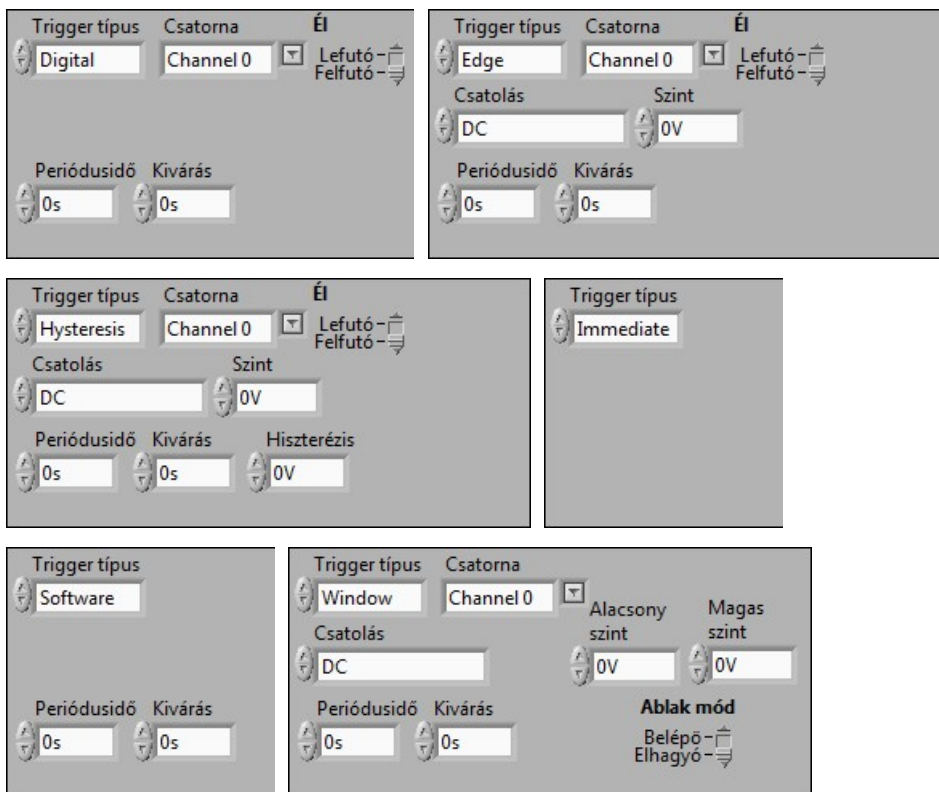 Trigger típus Csatorna Él
Digital Channel 0 Lefutó
Felfutó
Periódusidő Kivárás
0s 0s
Trigger típus Csatorna Él
Edge Channel 0 Lefutó
Felfutó
Csatolás Szint
DC 0V
Periódusidő Kivárás
0s 0s
Trigger típus Csatorna Él
Hysteresis Channel 0 Lefutó
Felfutó
Csatolás Szint
DC 0V
Periódusidő Kivárás Hiszterézis
0s 0s 0V
Trigger típus
Immediate
Trigger típus
Software
Periódusidő Kivárás
0s 0s
Trigger típus Csatorna
Window Channel 0
Alacsony szint
Magas szint
Csatolás
DC 0V 0V
Periódusidő Kivárás Ablak mód
0s 0s Belépő
Elhagyó